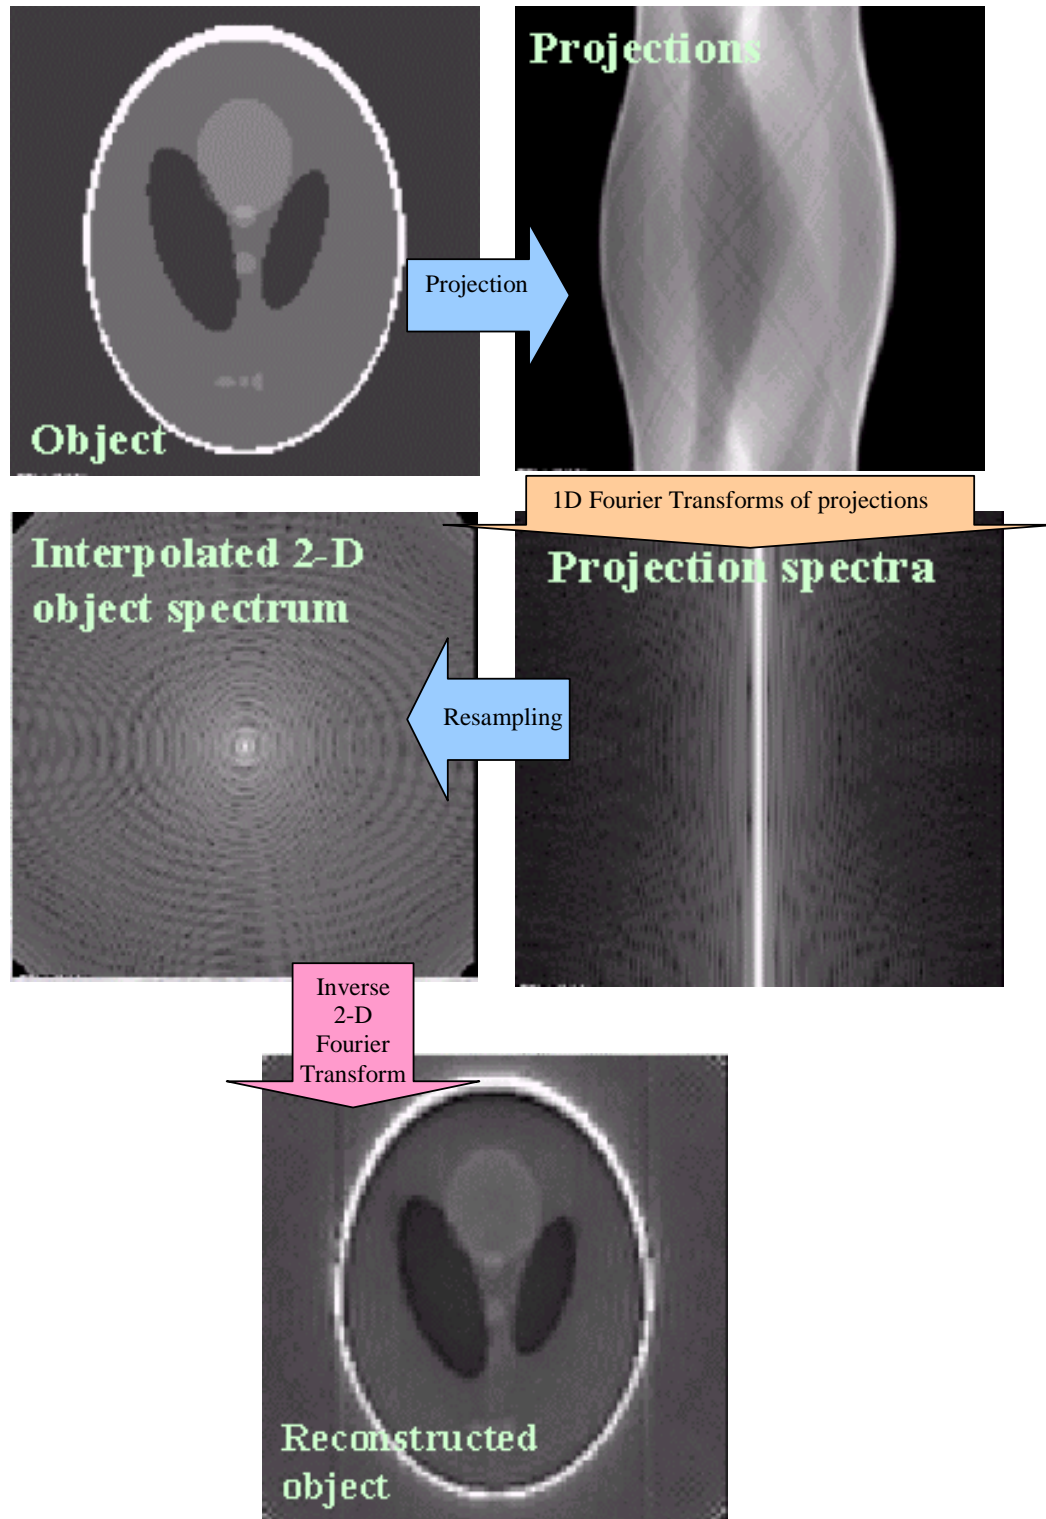 Object
Projection
Projections
1D Fourier Transforms of projections
Projection spectra
Resampling
Interpolated 2-D
object spectrum
Inverse
2-D
Fourier
Transform
Reconstructed
object